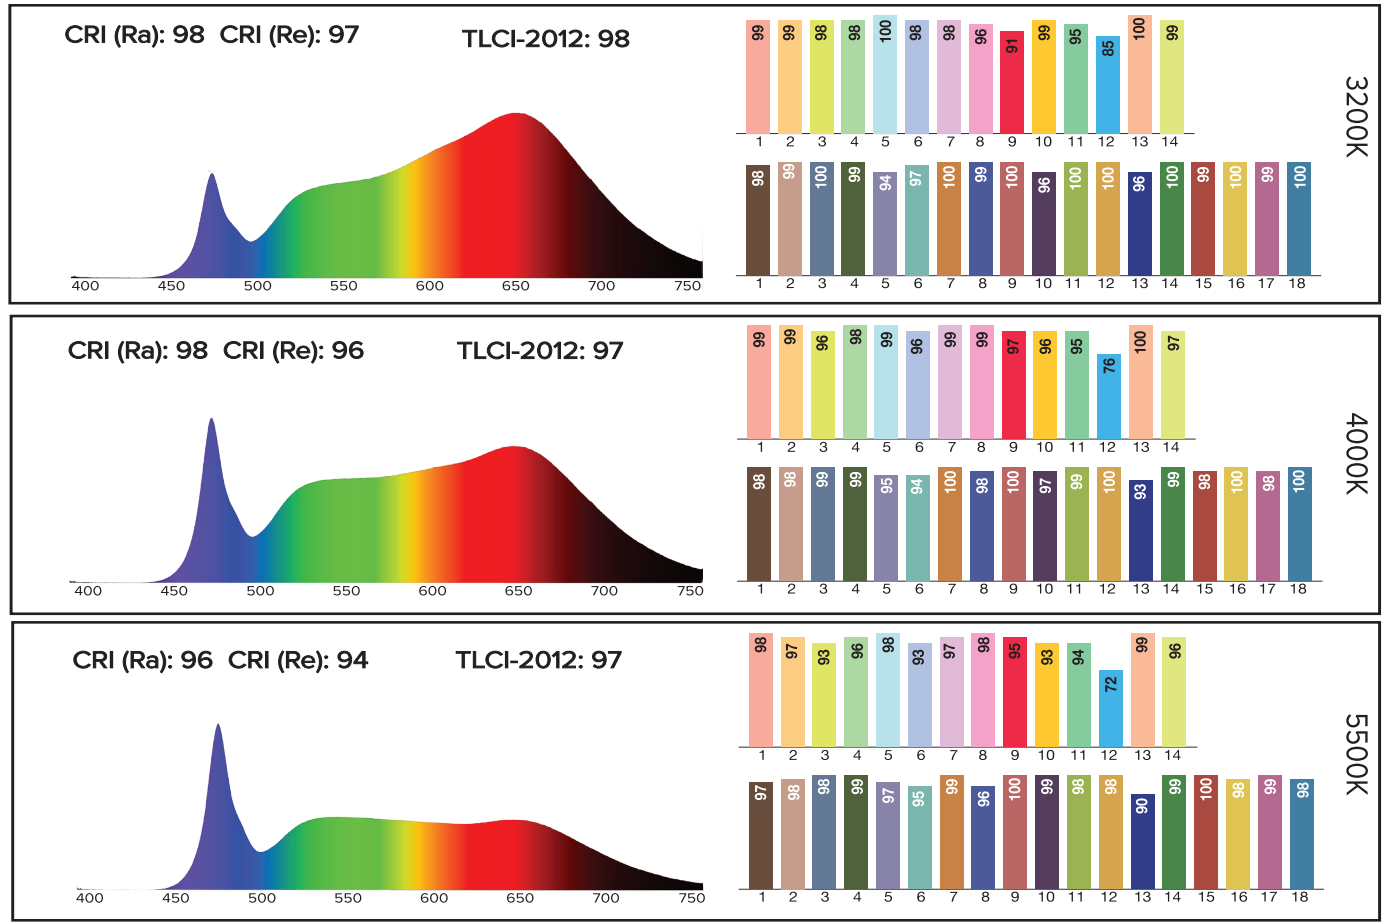 CRI (Ra): 98 CRI (Re): 97 TLCI-2012: 98
99 99 98 98 100 98 98 96 91 99 95 85 100 99
1 2 3 4 5 6 7 8 9 10 11 12 13 14
98 99 100 99 94 97 100 99 100 96 100 100 96 100 99 100 99 100
1 2 3 4 5 6 7 8 9 10 11 12 13 14 15 16 17 18
400 450 500 550 600 650 700 750
3200K
CRI (Ra): 98 CRI (Re): 96 TLCI-2012: 97
99 99 96 98 99 96 99 99 97 96 95 76 100 97
1 2 3 4 5 6 7 8 9 10 11 12 13 14
98 98 99 99 95 94 100 98 100 97 99 100 93 99 98 100 98 100
1 2 3 4 5 6 7 8 9 10 11 12 13 14 15 16 17 18
400 450 500 550 600 650 700 750
4000K
CRI (Ra): 96 CRI (Re): 94 TLCI-2012: 97
98 97 93 96 98 93 97 98 95 93 94 72 99 96
1 2 3 4 5 6 7 8 9 10 11 12 13 14
97 98 98 99 97 95 99 96 100 99 98 98 90 99 100 98 99 98
1 2 3 4 5 6 7 8 9 10 11 12 13 14 15 16 17 18
400 450 500 550 600 650 700 750
5500K